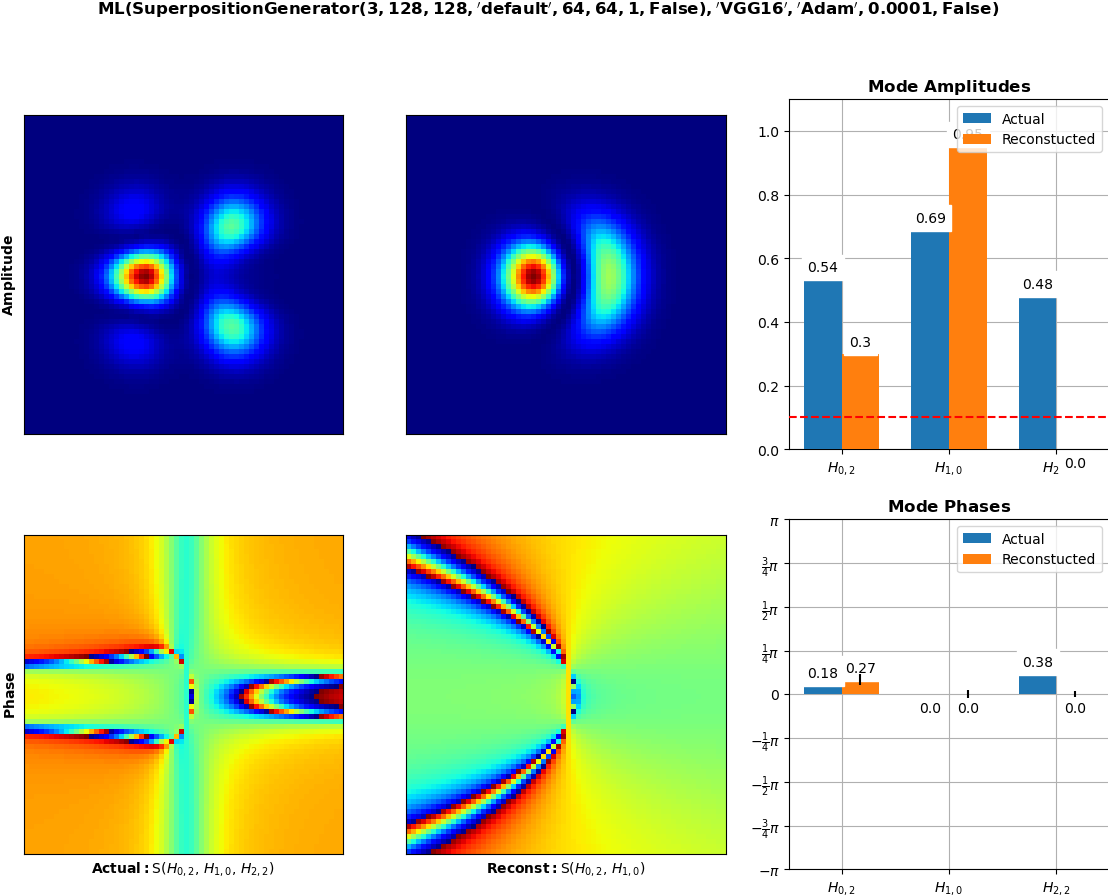 ML(SuperpositionGenerator(3, 128, 128, ′default′, 64, 64, 1, False), ′VGG16′, ′Adam′, 0.0001, False)
Mode Amplitudes
Amplitude
1.0
0.8
0.6
0.4
0.2
0.0
Actual
Reconstucted
0.95
0.69
0.54
0.48
0.3
0.0
H0, 2
H1, 0
H2
Phase
Mode Phases
π
3/4π
1/2π
1/4π
0
−1/4π
−1/2π
−3/4π
−π
Actual
Reconstucted
0.18
0.27
0.0
0.0
0.38
0.0
H0, 2
H1, 0
H2, 2
Actual: S(H0, 2, H1, 0, H2, 2)
Reconst: S(H0, 2, H1, 0)